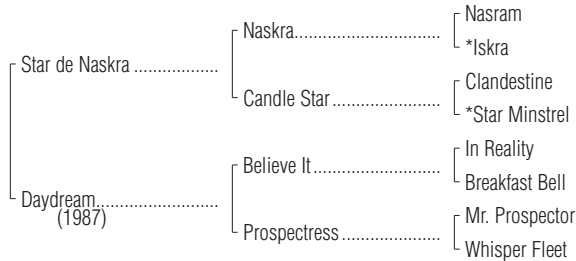 Nasram
Naskra................................
*Iskra
Star de Naskra ..................
Clandestine
Candle Star ........................
*Star Minstrel
In Reality
Believe It ............................
Breakfast Bell
Daydream..........................
(1987)
Mr. Prospector
Prospectress ......................
Whisper Fleet